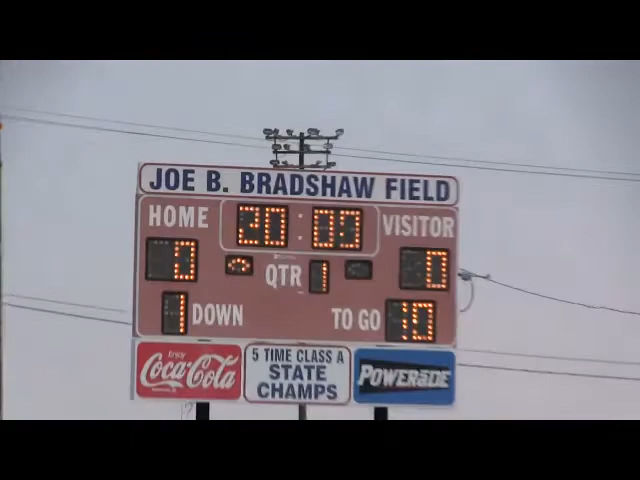 JOE B. BRADSHAW FIELD
HOME 20:09 VISITOR
0 QTR 1 0
1 DOWN TO GO 10
Enjoy
Coca-Cola
5 TIME CLASS A
STATE
CHAMPS
POWERADE